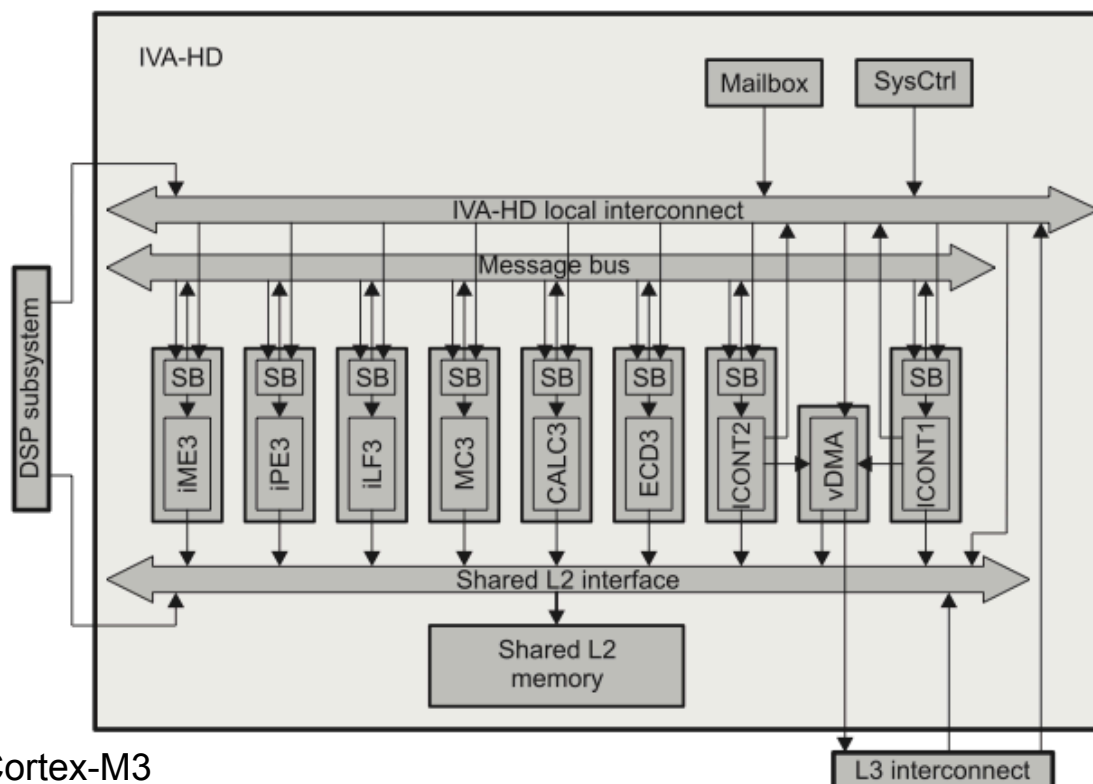 IVA-HD
Mailbox
SysCtrl
IVA-HD local interconnect
Message bus
DSP subsystem
SB
SB
SB
SB
SB
SB
SB
SB
iME3
iPE3
iLF3
MC3
CALC3
ECD3
ICONT2
vDMA
ICONT1
Shared L2 interface
Shared L2
memory
Cortex-M3
L3 interconnect